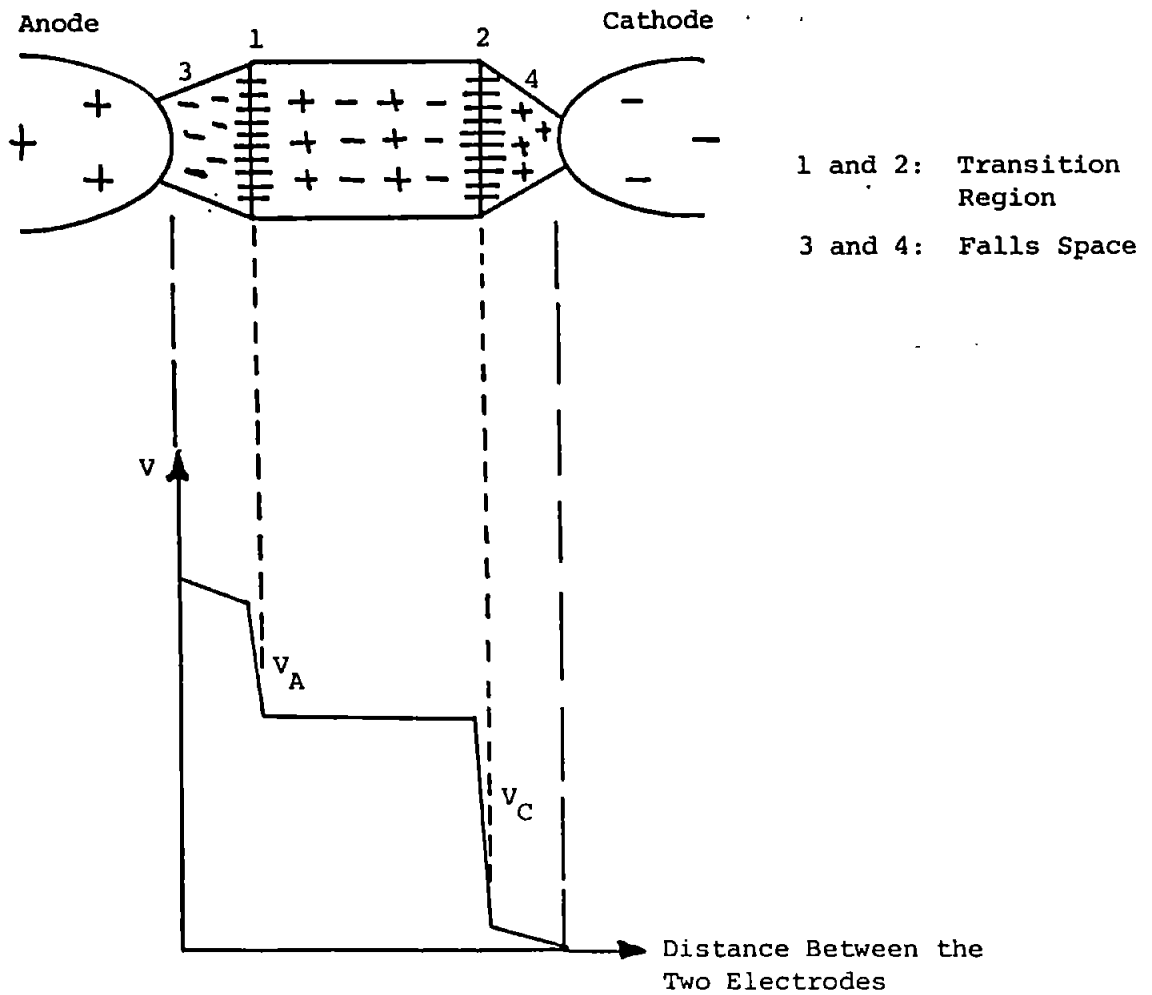 Anode
Cathode
1
2
3
4
1 and 2: Transition
Region
3 and 4: Falls Space
V
V_A
V_C
Distance Between the
Two Electrodes